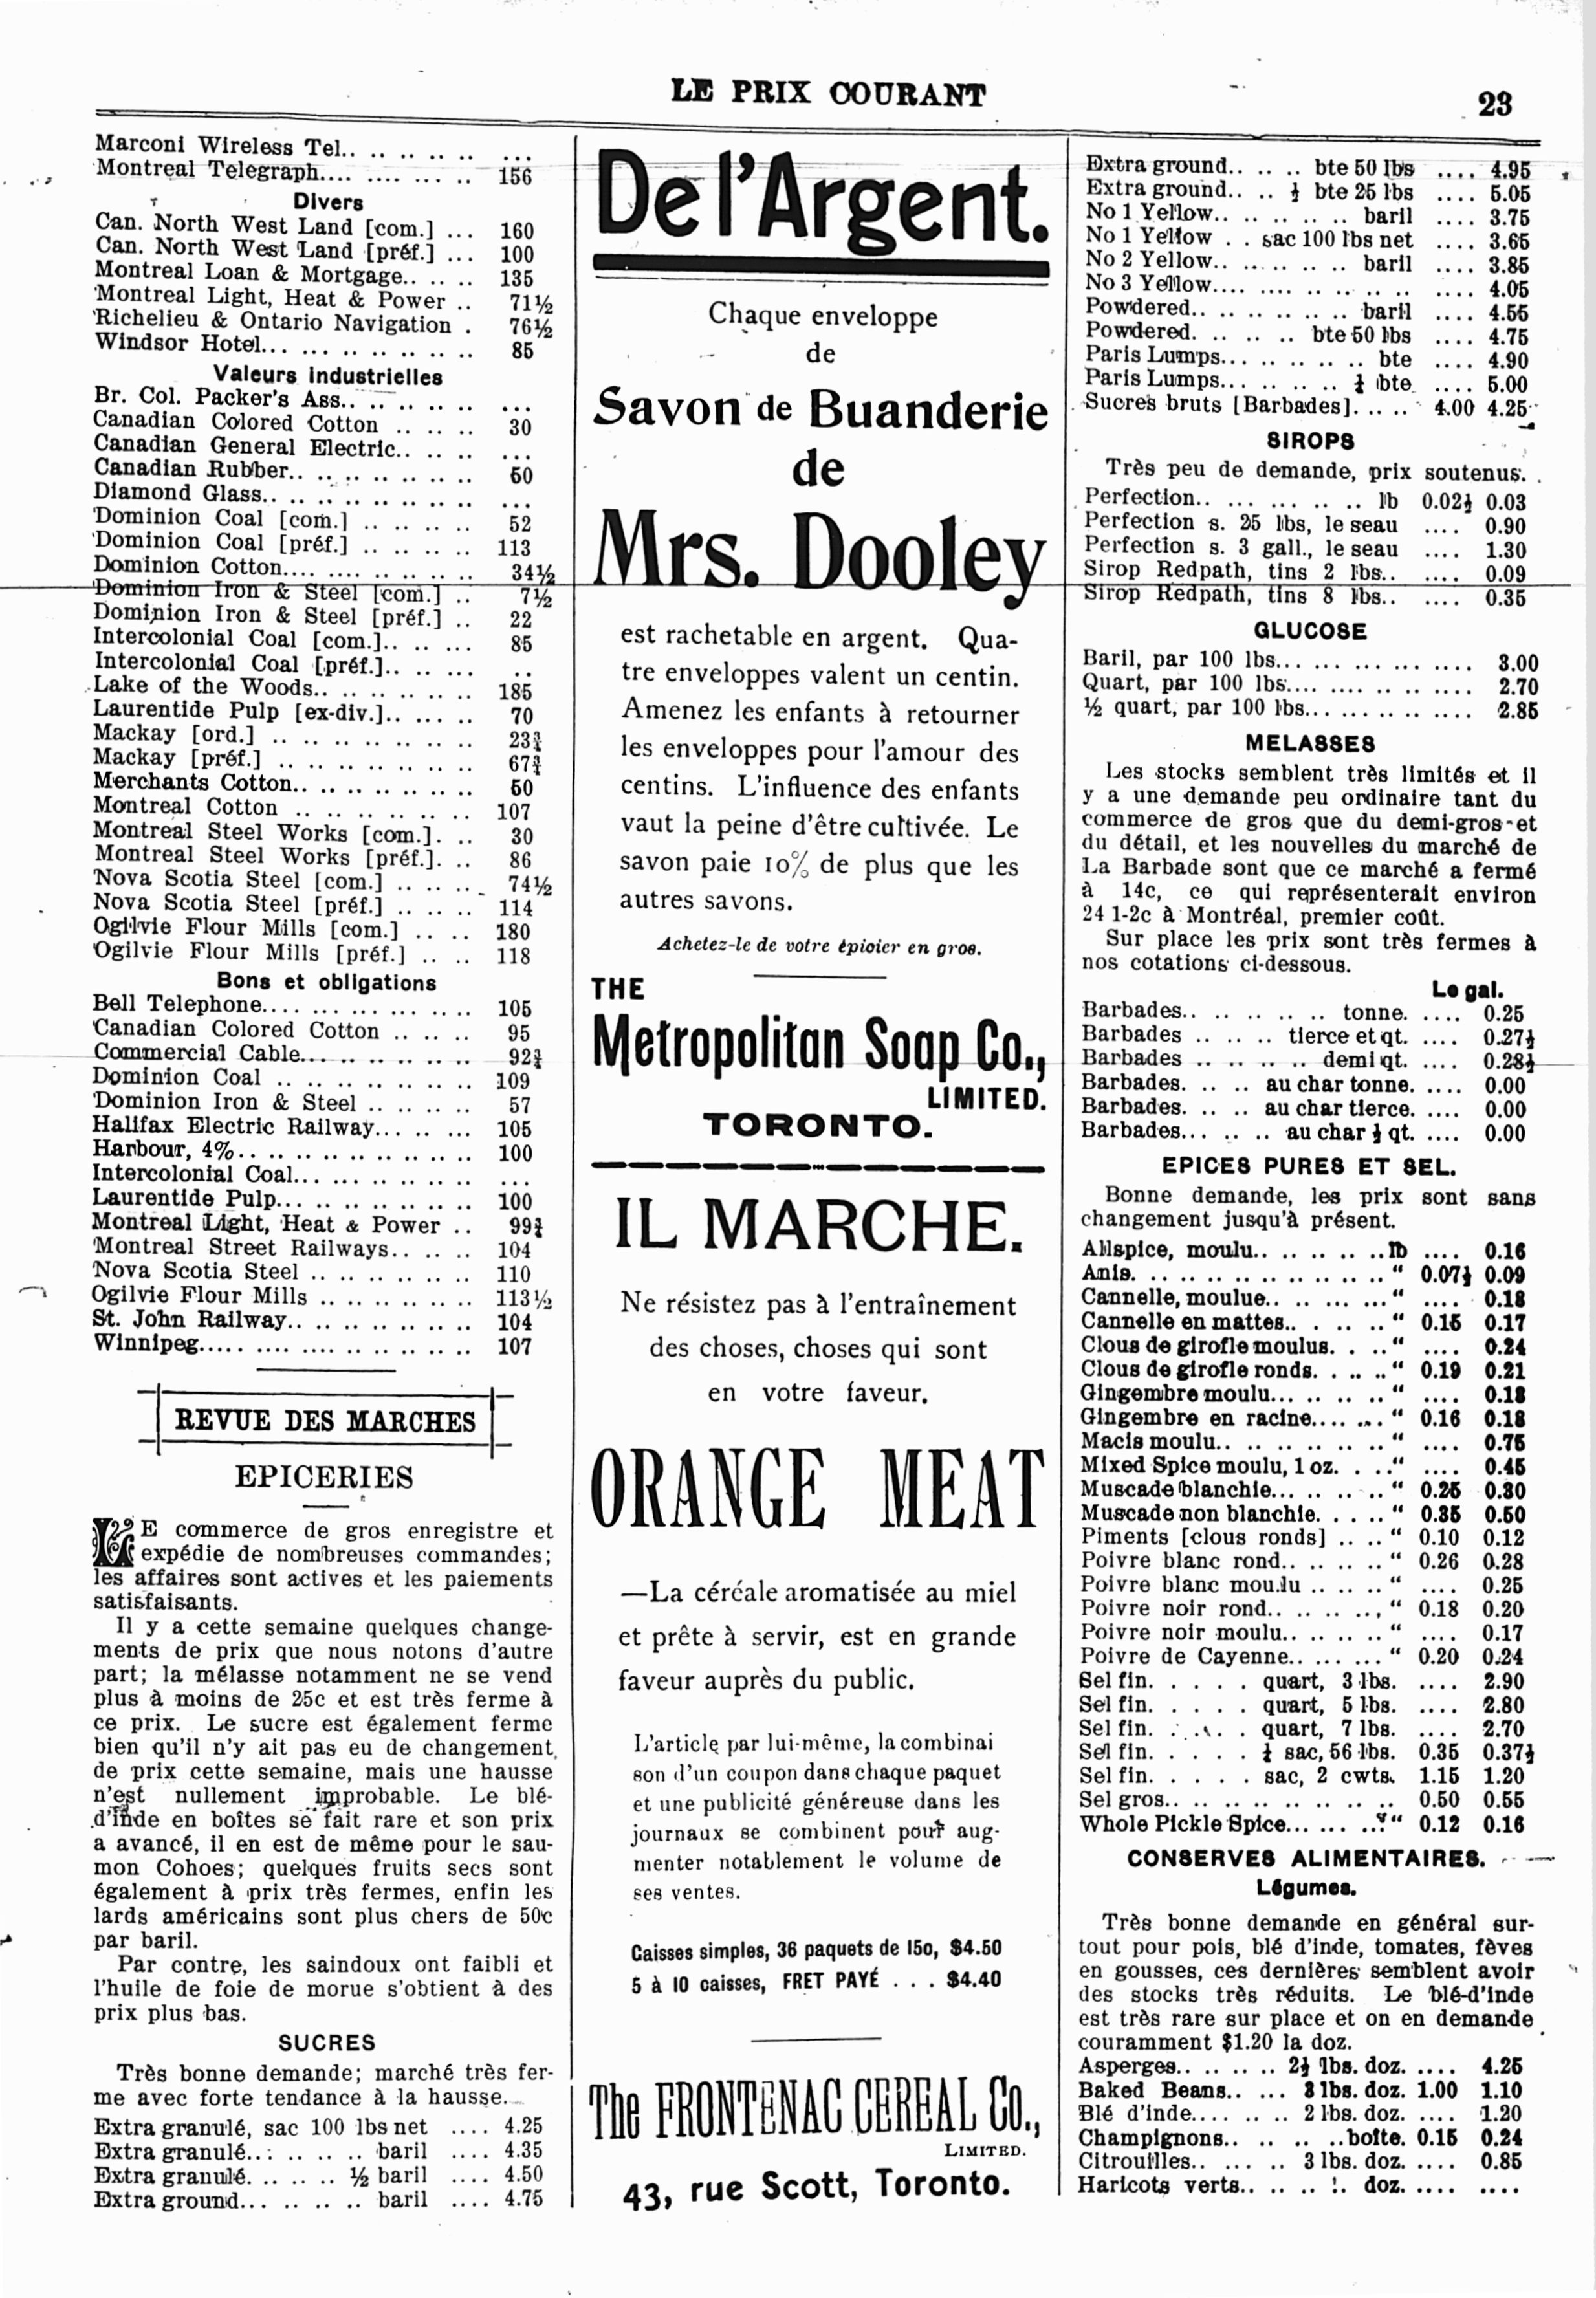 LE PRIX COURANT
23
Marconi Wireless Tel.. .. .. .. .. ...
Montreal Telegraph.... .... ... .. 156
Divers
Can. North West Land [com.] ... 160
Can. North West Land [préf.] ... 100
Montreal Loan & Mortgage.. .. .. 135
Montreal Light, Heat & Power .. 71½
Richelieu & Ontario Navigation . 76½
Windsor Hotel... ... .. .. .. .. .. 85
Valeurs industrielles
Br. Col. Packer's Ass.. .. .. .. .. ...
Canadian Colored Cotton .. .. .. 30
Canadian General Electric.. .. .. ...
Canadian Rubber.. .. .. .. .. .. .. 50
Diamond Glass.. .. .. .. .. .. .. .. ...
Dominion Coal [com.] .. .. .. .. 52
Dominion Coal [préf.] .. .. .. .. 113
Dominion Cotton.... .... .. .. .. .. 34½
Dominion Iron & Steel [com.] .. 7½
Dominion Iron & Steel [préf.] .. 22
Intercolonial Coal [com.].. .. ... 85
Intercolonial Coal [préf.].. .. ... ..
Lake of the Woods.. .. .. .. .. .. 185
Laurentide Pulp [ex-div.].. ... .. 70
Mackay [ord.] .. .. .. .. .. .. .. .. 23¾
Mackay [préf.] .. .. .. .. .. .. .. .. 67¾
Merchants Cotton.. .. .. .. .. .. .. 50
Montreal Cotton .. .. .. .. .. .. .. 107
Montreal Steel Works [com.]. .. 30
Montreal Steel Works [préf.]. .. 86
Nova Scotia Steel [com.] .. .. .. 74½
Nova Scotia Steel [préf.] .. .. .. 114
Ogilvie Flour Mills [com.] .. .. 180
Ogilvie Flour Mills [préf.] .. .. 118
Bons et obligations
Bell Telephone.... ... ... ... .. .. 105
Canadian Colored Cotton .. .. .. 95
Commercial Cable... .. .. .. .. .. 92¾
Dominion Coal .. .. .. .. .. .. .. .. 109
Dominion Iron & Steel .. .. .. .. 57
Halifax Electric Railway... .. ... 105
Harbour, 4%.. .. .. .. .. .. .. .. .. 100
Intercolonial Coal... ... .. .. .. .. ...
Laurentide Pulp... .. .. .. .. .. .. 100
Montreal Light, Heat & Power .. 99¾
Montreal Street Railways.. .. .. 104
Nova Scotia Steel .. .. .. .. .. .. 110
Ogilvie Flour Mills .. .. .. .. .. .. 113½
St. John Railway.. .. .. .. .. .. .. 104
Winnipeg..... .... .... .. .. .. .. .. 107
REVUE DES MARCHES
EPICERIES
LE commerce de gros enregistre et
expédie de nombreuses commandes;
les affaires sont actives et les paiements
satisfaisants.
Il y a cette semaine quelques change-
ments de prix que nous notons d'autre
part; la mélasse notamment ne se vend
plus à moins de 25c et est très ferme à
ce prix. Le sucre est également ferme
bien qu'il n'y ait pas eu de changement
de prix cette semaine, mais une hausse
n'est nullement improbable. Le blé-
d'inde en boîtes se fait rare et son prix
a avancé, il en est de même pour le sau-
mon Cohoes; quelques fruits secs sont
également à prix très fermes, enfin les
lards américains sont plus chers de 50c
par baril.
Par contre, les saindoux ont faibli et
l'huile de foie de morue s'obtient à des
prix plus bas.
SUCRES
Très bonne demande; marché très fer-
me avec forte tendance à la hausse.
Extra granulé, sac 100 lbs net .... 4.25
Extra granulé.. .. .. .. .. baril .... 4.35
Extra granulé. .. .. .. ½ baril .... 4.50
Extra ground... .. .. .. .. baril .... 4.75
De l'Argent.
Chaque enveloppe
de
Savon de Buanderie
de
Mrs. Dooley
est rachetable en argent. Qua-
tre enveloppes valent un centin.
Amenez les enfants à retourner
les enveloppes pour l'amour des
centins. L'influence des enfants
vaut la peine d'être cultivée. Le
savon paie 10% de plus que les
autres savons.
Achetez-le de votre épicier en gros.
THE
Metropolitan Soap Co.,
LIMITED.
TORONTO.
IL MARCHE.
Ne résistez pas à l'entraînement
des choses, choses qui sont
en votre faveur.
ORANGE MEAT
—La céréale aromatisée au miel
et prête à servir, est en grande
faveur auprès du public.
L'article par lui-même, la combinai
son d'un coupon dans chaque paquet
et une publicité généreuse dans les
journaux se combinent pour aug-
menter notablement le volume de
ses ventes.
Caisses simples, 36 paquets de 15c, $4.50
5 à 10 caisses, FRET PAYÉ . . . $4.40
The FRONTENAC CEREAL Co.,
LIMITED.
43, rue Scott, Toronto.
Extra ground.. .. .. bte 50 lbs .... 4.95
Extra ground.. .. ½ bte 25 lbs .... 5.05
No 1 Yellow.. .. .. .. .. baril .... 3.75
No 1 Yellow . . sac 100 lbs net .... 3.65
No 2 Yellow.. .. .. .. .. baril .... 3.85
No 3 Yellow.... .... .. .. .. .. .... 4.05
Powdered.. .. .. .. .. .. baril .... 4.55
Powdered. .. .. .. bte 50 lbs .... 4.75
Paris Lumps... .. .. .. .. bte .... 4.90
Paris Lumps... .. .. .. ½ bte .... 5.00
Sucres bruts [Barbades]. .. .. 4.00 4.25
SIROPS
Très peu de demande, prix soutenus.
Perfection.. ... .. .. .. lb 0.02½ 0.03
Perfection s. 25 lbs, le seau .... 0.90
Perfection s. 3 gall., le seau .... 1.30
Sirop Redpath, tins 2 lbs.. .... 0.09
Sirop Redpath, tins 8 lbs.. .... 0.35
GLUCOSE
Baril, par 100 lbs... ... ... ... .... 3.00
Quart, par 100 lbs.... .... .. .. .... 2.70
½ quart, par 100 lbs... .. .. .. .... 2.85
MELASSES
Les stocks semblent très limités et il
y a une demande peu ordinaire tant du
commerce de gros que du demi-gros et
du détail, et les nouvelles du marché de
La Barbade sont que ce marché a fermé
à 14c, ce qui représenterait environ
24 1-2c à Montréal, premier coût.
Sur place les prix sont très fermes à
nos cotations ci-dessous.
Le gal.
Barbades.. .. .. .. .. tonne. .... 0.25
Barbades .. .. .. tierce et qt. .... 0.27½
Barbades .. .. .. .. demi qt. .... 0.28½
Barbades. .. .. au char tonne. .... 0.00
Barbades. .. .. au char tierce. .... 0.00
Barbades... .. .. au char ½ qt. .... 0.00
EPICES PURES ET SEL.
Bonne demande, les prix sont sans
changement jusqu'à présent.
Allspice, moulu.. .. .. .. .. lb .... 0.16
Anis. .. .. .. .. .. .. .. .. " 0.07½ 0.09
Cannelle, moulue.. .. ... ... " .... 0.18
Cannelle en mattes.. . .. .. " 0.15 0.17
Clous de girofle moulus. . .. " .... 0.24
Clous de girofle ronds. . .. .. " 0.19 0.21
Gingembre moulu... .. .. .. " .... 0.18
Gingembre en racine.... ... " 0.16 0.18
Macis moulu.. .. .. .. .. .. " .... 0.75
Mixed Spice moulu, 1 oz. . .. " .... 0.45
Muscade blanchie... .. .. .. " 0.25 0.30
Muscade non blanchie. . .. .. " 0.35 0.50
Piments [clous ronds] .. .. " 0.10 0.12
Poivre blanc rond.. .. .. .. " 0.26 0.28
Poivre blanc moulu .. .. .. " .... 0.25
Poivre noir rond.. .. .. .. " 0.18 0.20
Poivre noir moulu.. .. .. .. " .... 0.17
Poivre de Cayenne.. .. ... " 0.20 0.24
Sel fin. . . . . quart, 3 lbs. .... 2.90
Sel fin. . . . . quart, 5 lbs. .... 2.80
Sel fin. . . . . quart, 7 lbs. .... 2.70
Sel fin. . . . . ¼ sac, 56 lbs. 0.35 0.37½
Sel fin. . . . . sac, 2 cwts. 1.15 1.20
Sel gros.. .. .. .. .. .. .. .. 0.50 0.55
Whole Pickle Spice... ... .. " 0.12 0.16
CONSERVES ALIMENTAIRES.
Légumes.
Très bonne demande en général sur-
tout pour pois, blé d'inde, tomates, fèves
en gousses, ces dernières semblent avoir
des stocks très réduits. Le blé-d'inde
est très rare sur place et on en demande
couramment $1.20 la doz.
Asperges.. .. .. .. 2½ lbs. doz. .... 4.25
Baked Beans.. ... 3 lbs. doz. 1.00 1.10
Blé d'inde.... .. .. .. 2 lbs. doz. .... 1.20
Champignons.. .. .. .. boîte. 0.15 0.24
Citrouilles.. ... .. .. 3 lbs. doz. .... 0.85
Haricots verts.. .. .. .. doz. .... ....